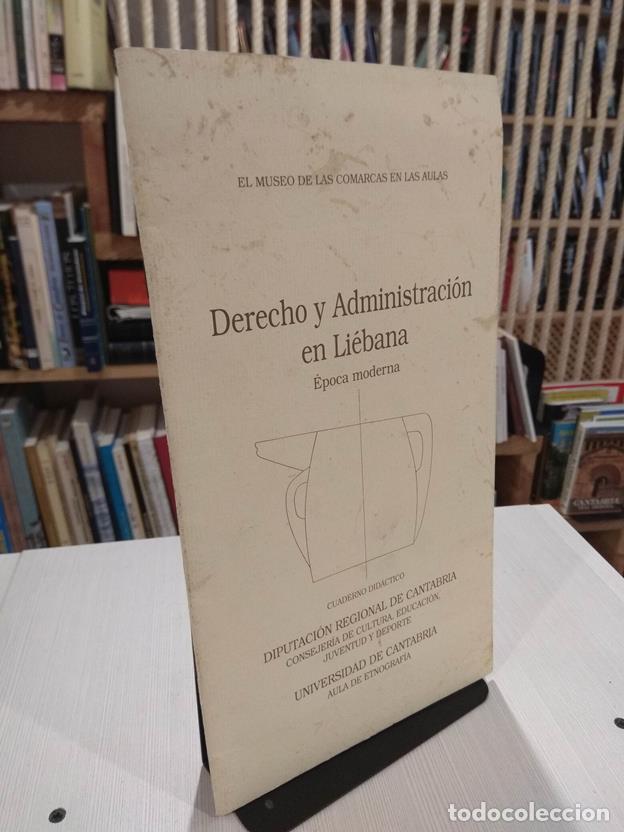 EL MUSEO DE LAS COMARCAS EN LAS AULAS
Derecho y Administración
en Liébana
Época moderna
CUADERNO DIDÁCTICO
DIPUTACIÓN REGIONAL DE CANTABRIA
CONSEJERÍA DE CULTURA, EDUCACIÓN,
JUVENTUD Y DEPORTE
UNIVERSIDAD DE CANTABRIA
AULA DE ETNOGRAFÍA
CANTABRIA
todocoleccion